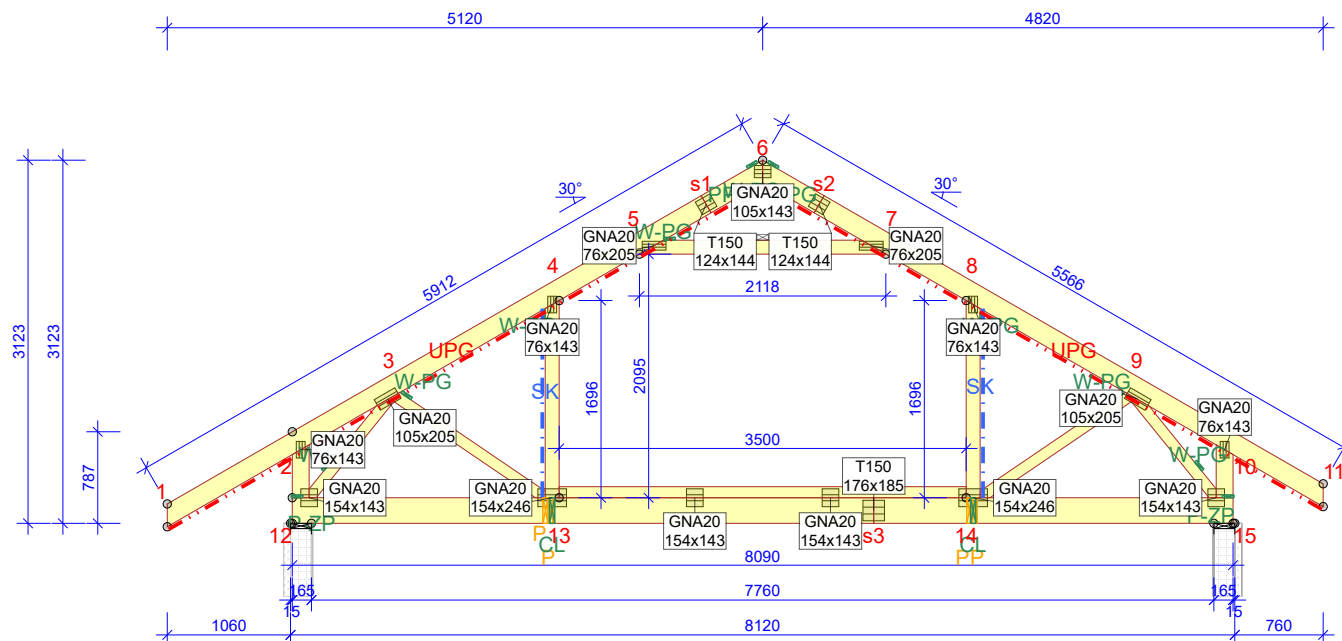 5120
4820
6
s1
s2
30°
30°
GNA20
105x143
5
W-PG
7
GNA20
76x205
T150
124x144
T150
124x144
GNA20
76x205
4
8
5912
5566
2118
3123
3123
GNA20
76x143
GNA20
76x143
3
UPG
W-PG
UPG
9
W-PG
SK
SK
1696
2095
1696
3500
GNA20
105x205
GNA20
105x205
787
2
GNA20
76x143
GNA20
76x143
W-PG
10
1
11
GNA20
154x143
GNA20
154x246
T150
176x185
GNA20
154x246
GNA20
154x143
12
13
GNA20
154x143
GNA20
154x143
s3
14
15
P
CL
P
PP
CL
8090
165
7760
165
15
15
1060
8120
760